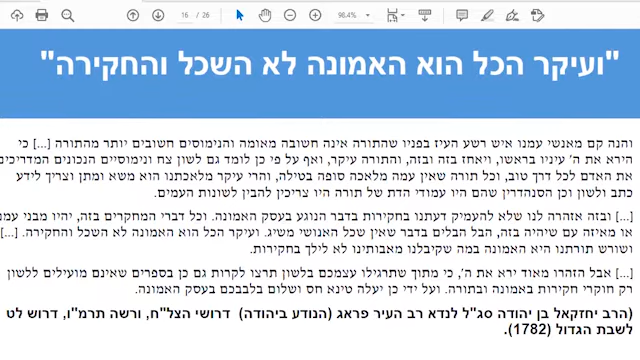 16 / 26
98.4%
"ועיקר הכל הוא האמונה לא השכל והחקירה"
והנה קם מאנשי עמנו איש רשע העיז בפניו שהתורה אינה חשובה מאומה והנימוסים חשובים יותר מהתורה [...] כי
הירא את ה' עיניו בראשו, ויאחז בזה ובזה, והתורה עיקר, ואף על פי כן לומד גם לשון צח ונימוסיים הנכונים המדריכים
את האדם לכל דרך טוב, וכל תורה שאין עמה מלאכה סופה בטילה, והרי עיקר מלאכתנו הוא משא ומתן וצריך לידע
כתב ולשון וכן הסנהדרין שהם היו עמודי הדת של תורה היו צריכין להבין לשונות העמים.
[...] ובזה אזהרה לנו שלא להעמיק דעתנו בחקירות בדבר הנוגע בעסק האמונה. וכל דברי המחקרים בזה, יהיו מבני
או מאיזה עם שיהיה בזה, הבל הבלים בדבר שאין שכל האנושי משיג. ועיקר הכל הוא האמונה לא השכל והחקירה. [...]
ושורש תורתנו היא האמונה במה שקיבלנו מאבותינו לא לילך בחקירות.
[...] אבל הזהרו מאוד ירא את ה', כי מתוך שתרגילו עצמכם בלשון תרצו לקרות גם כן בספרים שאינם מועילים ללשון
רק חוקרי חקירות באמונה ובתורה. ועל ידי כן יעלה טינא חס ושלום בלבבכם בעסק האמונה.
(הרב יחזקאל בן יהודה סג"ל לנדא רב העיר פראג (הנודע ביהודה) דרושי הצל"ח, ורשה תרמ"ו, דרוש לט
לשבת הגדול (1782).